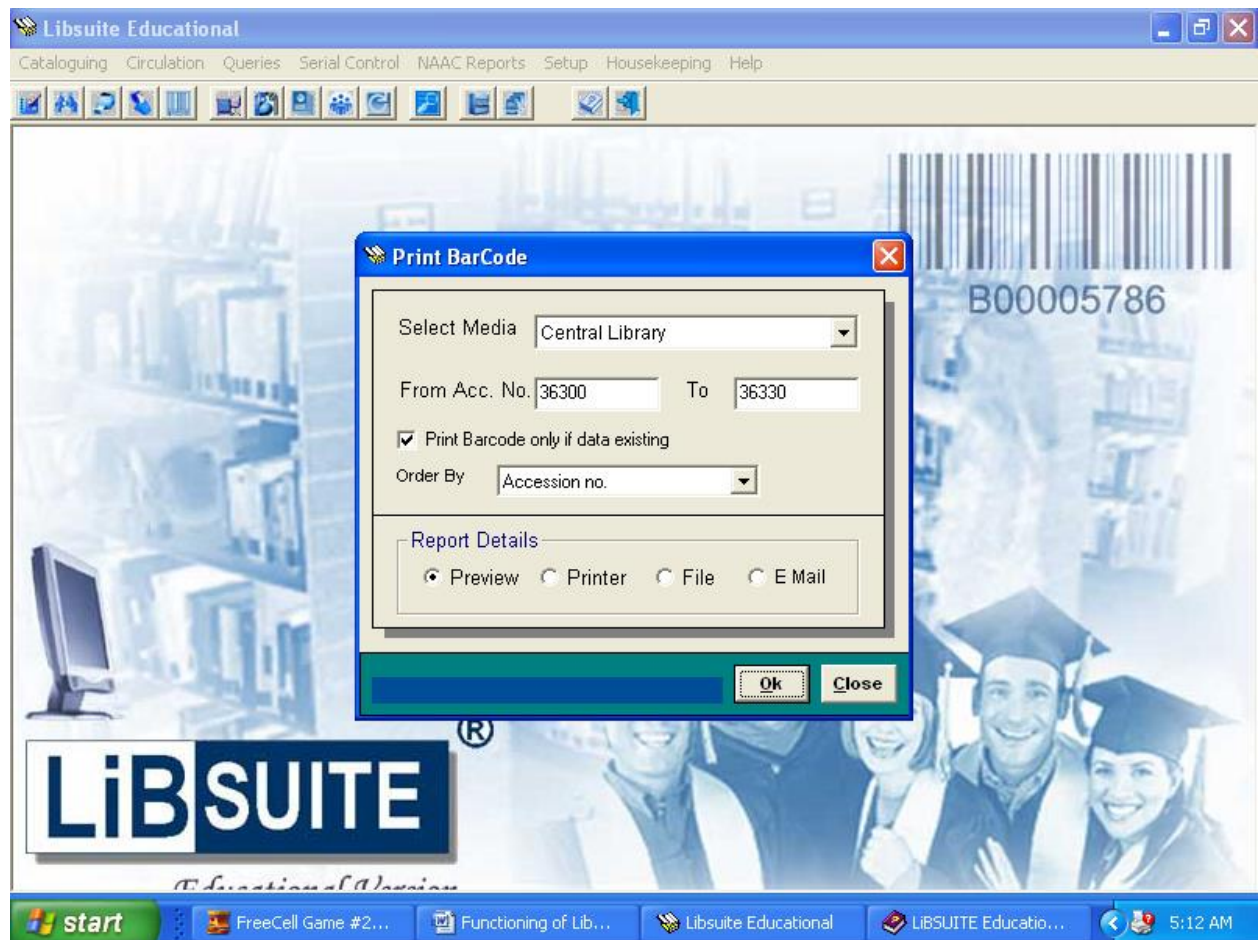 Libsuite Educational
Cataloguing Circulation Queries Serial Control NAAC Reports Setup Housekeeping Help
B00005786
Print BarCode
Select Media Central Library
From Acc. No. 36300 To 36330
Print Barcode only if data existing
Order By Accession no.
Report Details
Preview Printer File E Mail
Ok Close
®
LiBSUITE
Educational Version
start FreeCell Game #2... Functioning of Lib... Libsuite Educational LiBSUITE Educatio... 5:12 AM